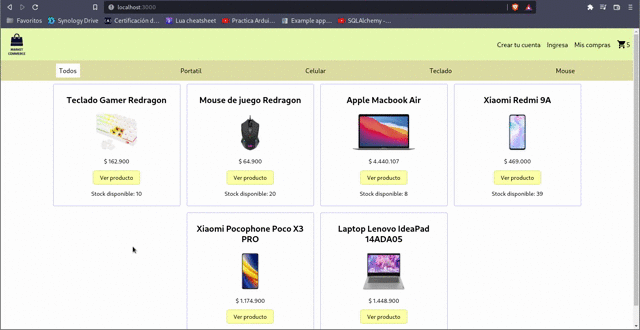 localhost:3000
Favoritos
Synology Drive
Certificación d...
Lua cheatsheet
Practica Ardui...
Example app...
SQLAlchemy -...
MARKET
ECOMMERCE
Crear tu cuenta
Ingresa
Mis compras
5
Todos
Portatil
Celular
Teclado
Mouse
Teclado Gamer Redragon
$ 162.900
Ver producto
Stock disponible: 10
Mouse de juego Redragon
$ 64.900
Ver producto
Stock disponible: 20
Apple Macbook Air
$ 4.440.107
Ver producto
Stock disponible: 8
Xiaomi Redmi 9A
$ 469.000
Ver producto
Stock disponible: 39
Xiaomi Pocophone Poco X3
PRO
$ 1.174.900
Ver producto
Laptop Lenovo IdeaPad
14ADA05
$ 1.448.900
Ver producto